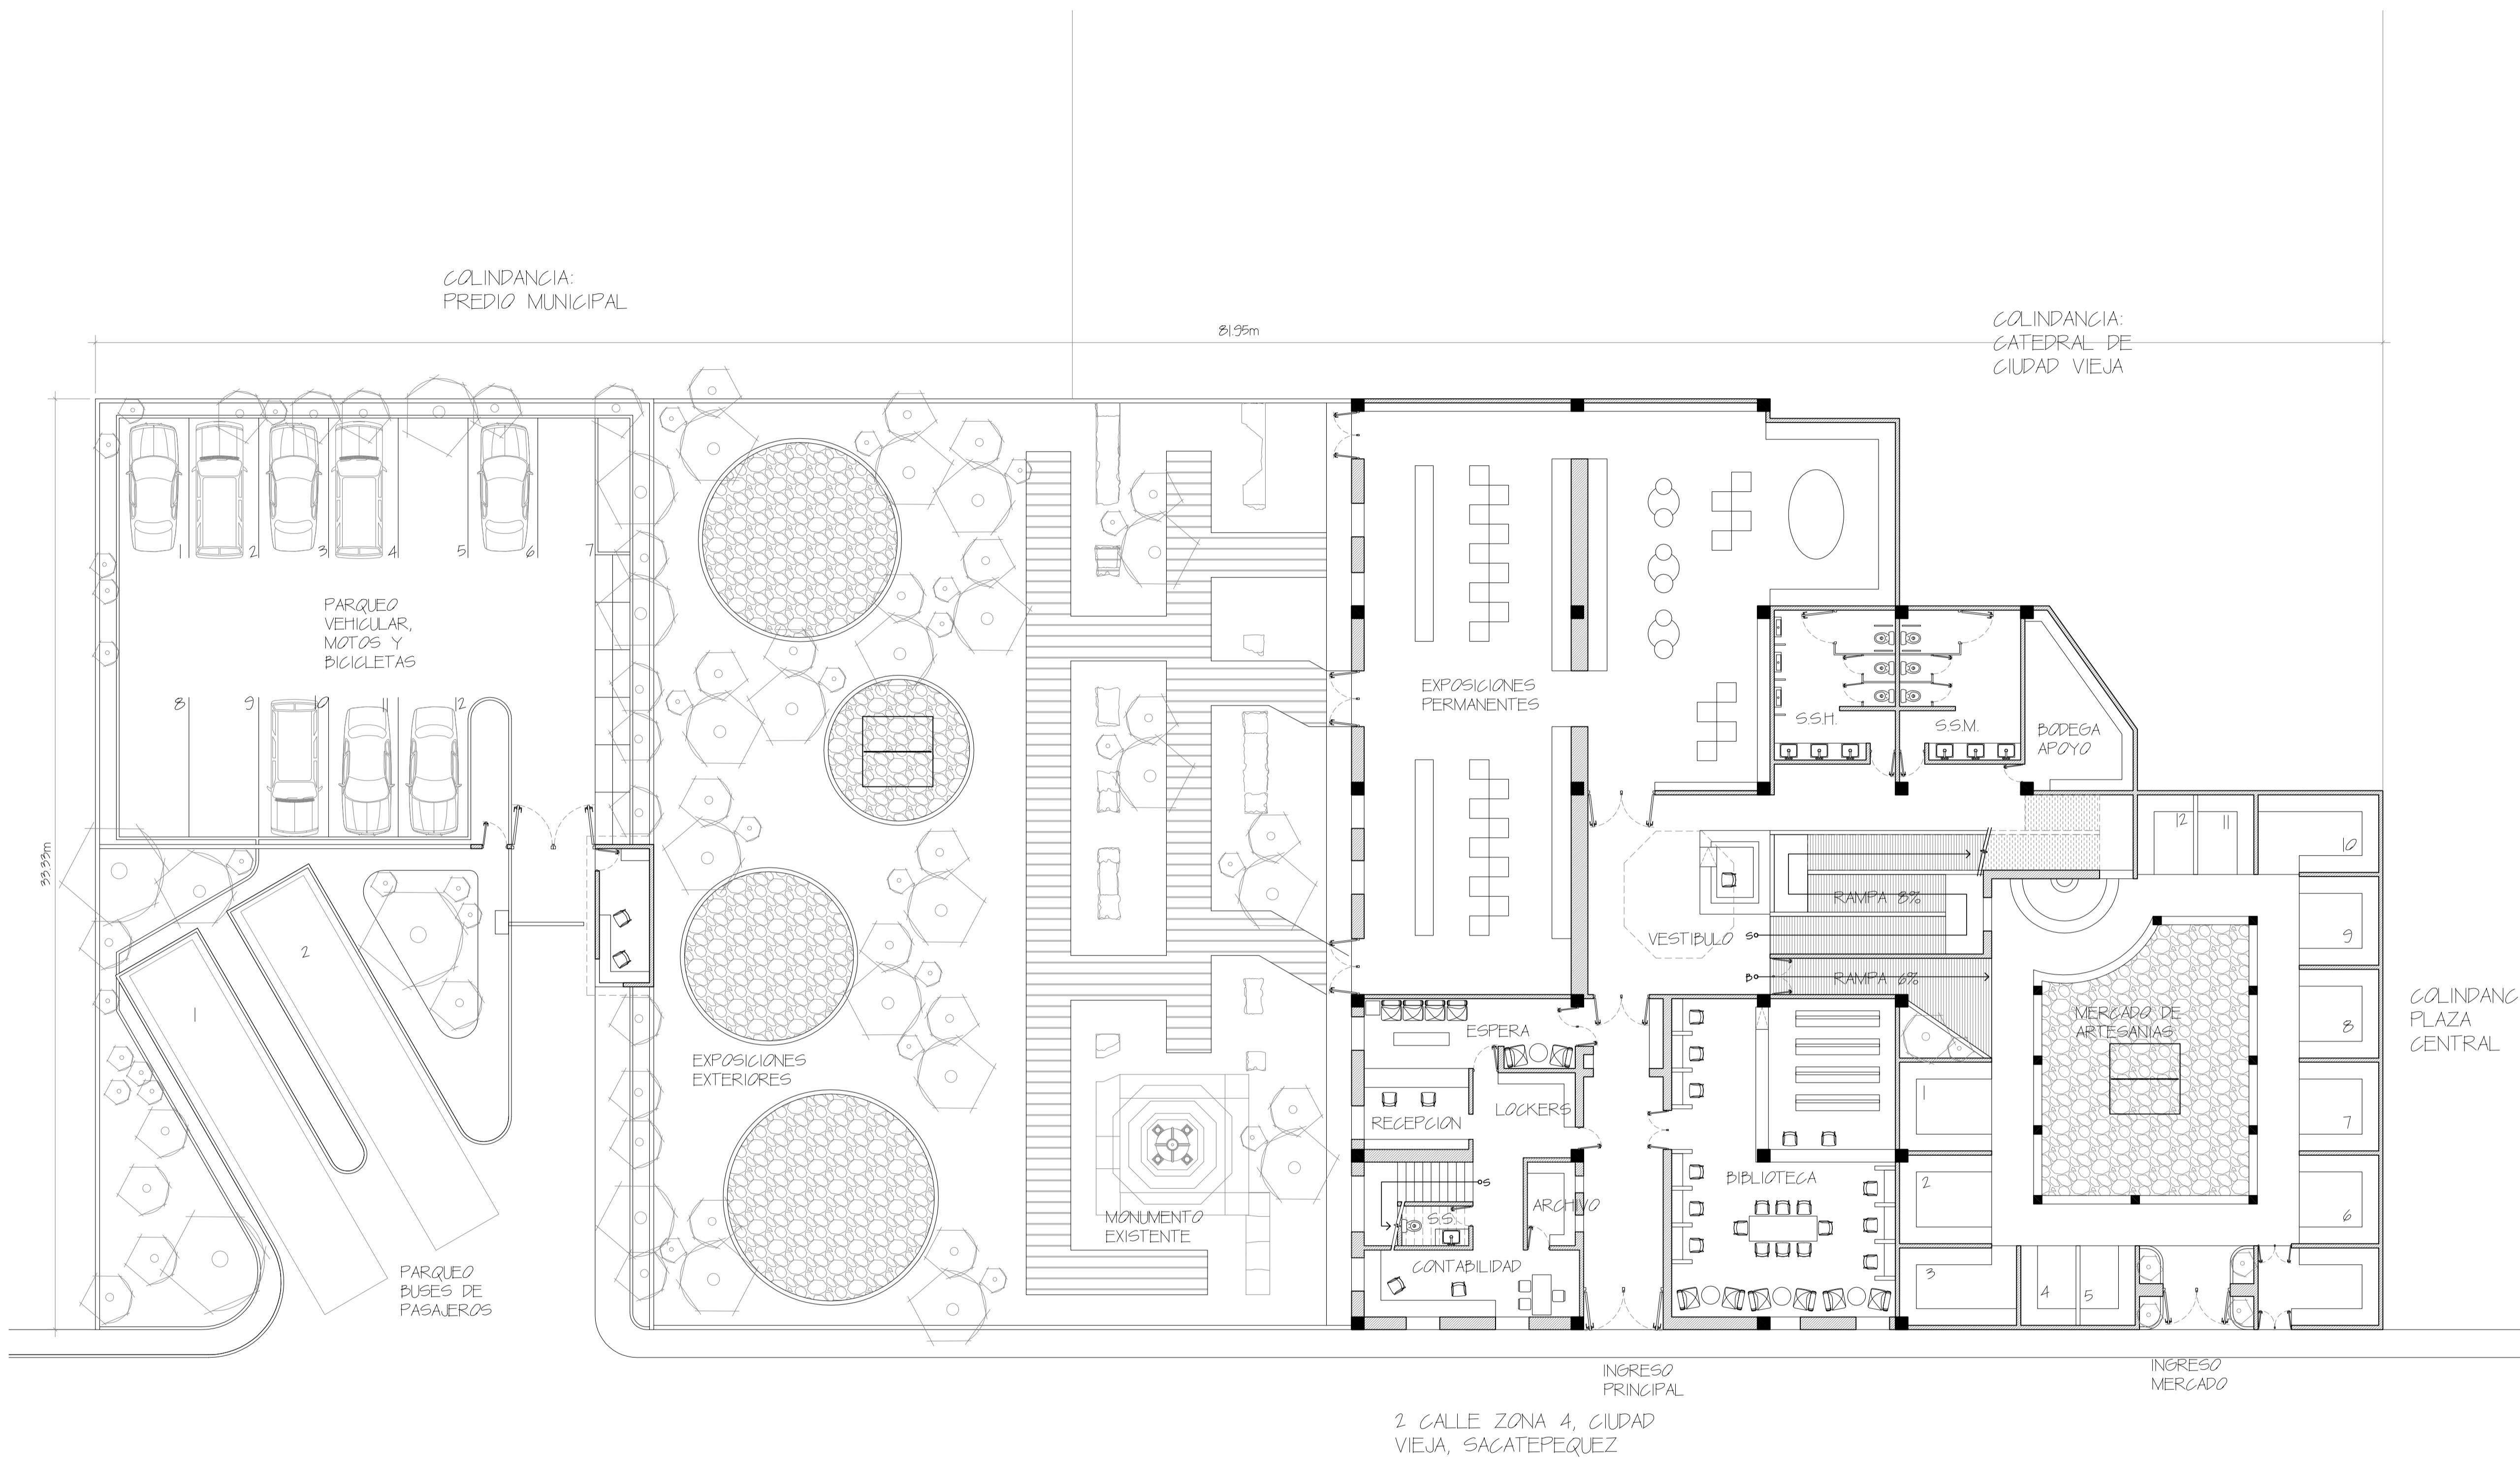 COLINDANCIA:
PREDIO MUNICIPAL
81.95m
COLINDANCIA:
CATEDRAL DE
CIUDAD VIEJA
1
2
3
4
5
6
7
PARQUEO
VEHICULAR,
MOTOS Y
BICICLETAS
8
9
10
11
12
33.33m
2
1
PARQUEO
BUSES DE
PASAJEROS
EXPOSICIONES
EXTERIORES
MONUMENTO
EXISTENTE
EXPOSICIONES
PERMANENTES
S.S.H.
S.S.M.
BODEGA
APOYO
VESTIBULO
RAMPA 8%
S
B
RAMPA 6%
ESPERA
RECEPCION
LOCKERS
S
S.S.
ARCHIVO
CONTABILIDAD
BIBLIOTECA
MERCADO DE
ARTESANIAS
12
11
10
9
8
7
6
1
2
3
4
5
COLINDANC
PLAZA
CENTRAL
INGRESO
PRINCIPAL
INGRESO
MERCADO
2 CALLE ZONA 4, CIUDAD
VIEJA, SACATEPEQUEZ